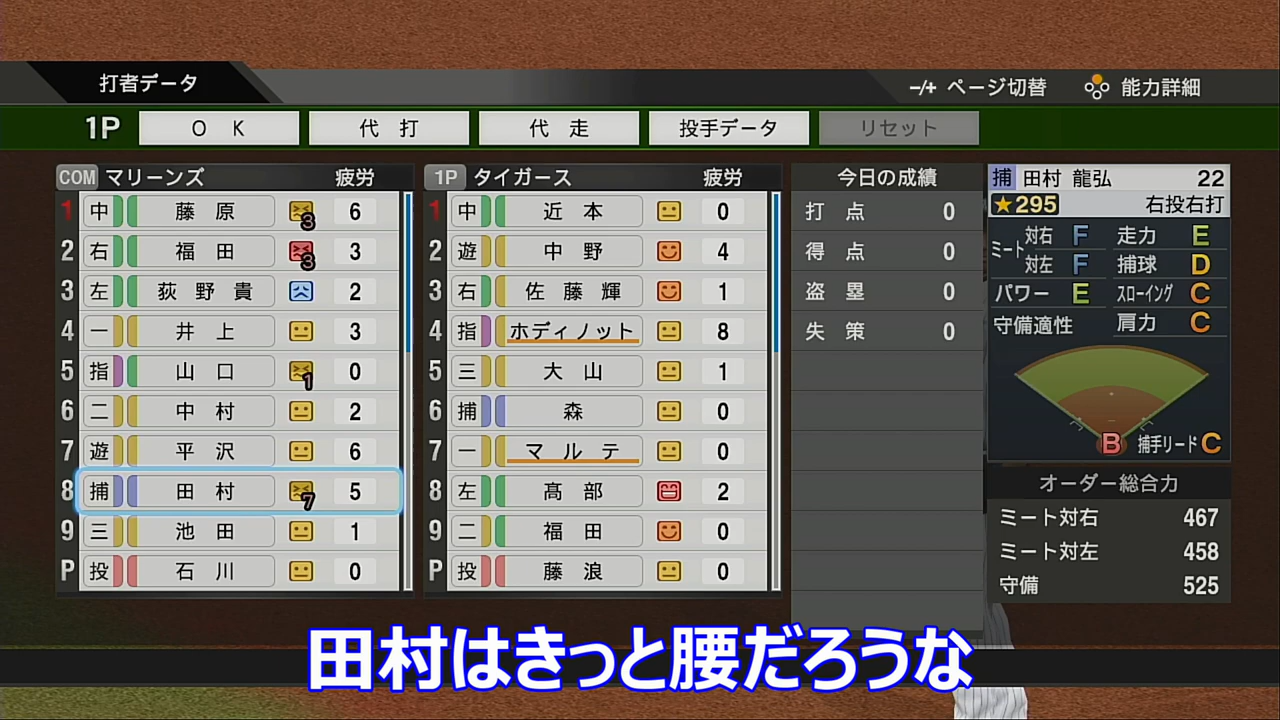 打者データ
-/+ ページ切替 能力詳細
1P OK 代打 代走 投手データ リセット
COM マリーンズ 疲労
1 中 藤原 3 6
2 右 福田 3 3
3 左 荻野貴 2
4 一 井上 3
5 指 山口 1 0
6 二 中村 2
7 遊 平沢 6
8 捕 田村 7 5
9 三 池田 1
P 投 石川 0
1P タイガース 疲労
1 中 近本 0
2 遊 中野 4
3 右 佐藤輝 1
4 指 ホディノット 8
5 三 大山 1
6 捕 森 0
7 一 マルテ 0
8 左 高部 2
9 二 福田 0
P 投 藤浪 0
今日の成績
打点 0
得点 0
盗塁 0
失策 0
捕 田村 龍弘 22
★295 右投右打
ミート 対右 F 走力 E
対左 F 捕球 D
パワー E スローイング C
守備適性 肩力 C
B 捕手リード C
オーダー総合力
ミート対右 467
ミート対左 458
守備 525
田村はきっと腰だろうな